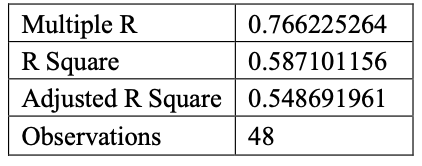 Multiple R 0.766225264
R Square 0.587101156
Adjusted R Square 0.548691961
Observations 48